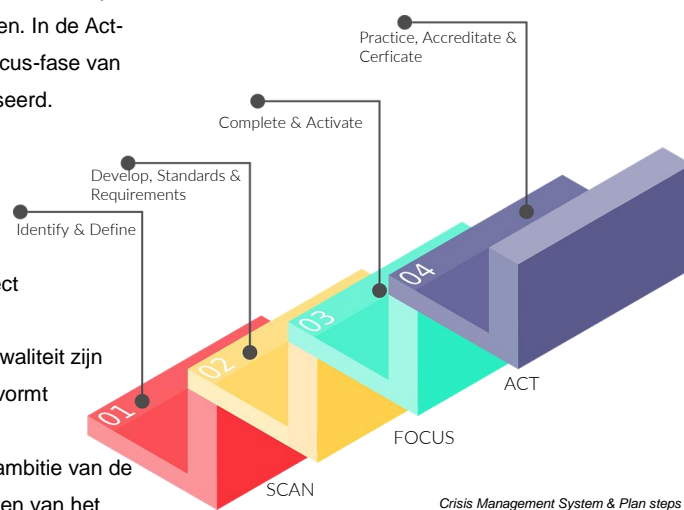 en. In de Act-
cus-fase van
seerd.
ect
waliteit zijn
vormt
ambitie van de
en van het
Practice, Accreditate &
Cerficate
Complete & Activate
Develop, Standards &
Requirements
Identify & Define
01
02
03
04
SCAN
FOCUS
ACT
Crisis Management System & Plan steps